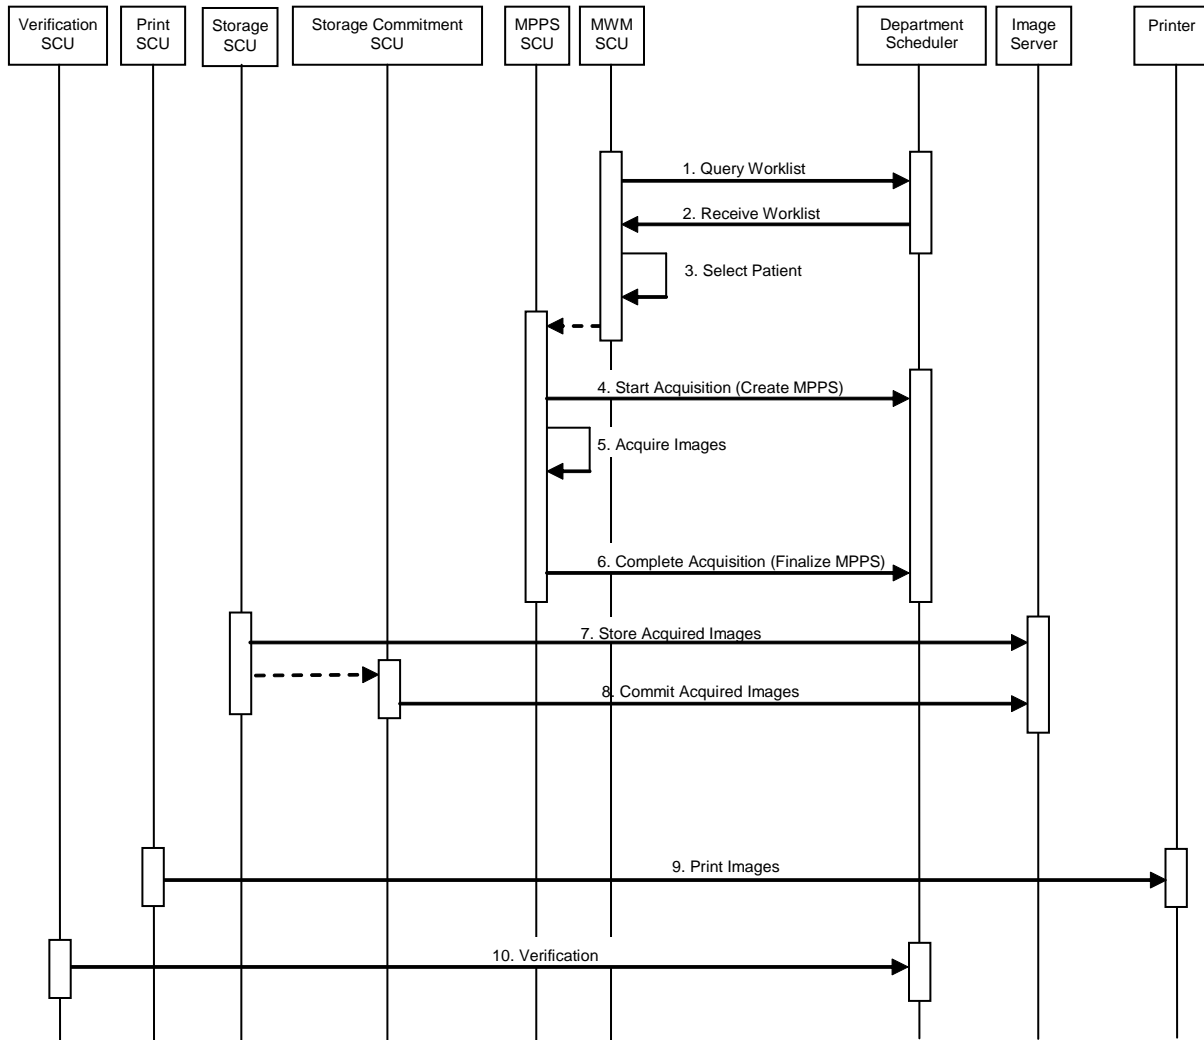 Verification
SCU
Print
SCU
Storage
SCU
Storage Commitment
SCU
MPPS
SCU
MWM
SCU
Department
Scheduler
Image
Server
Printer
1. Query Worklist
2. Receive Worklist
3. Select Patient
4. Start Acquisition (Create MPPS)
5. Acquire Images
6. Complete Acquisition (Finalize MPPS)
7. Store Acquired Images
8. Commit Acquired Images
9. Print Images
10. Verification